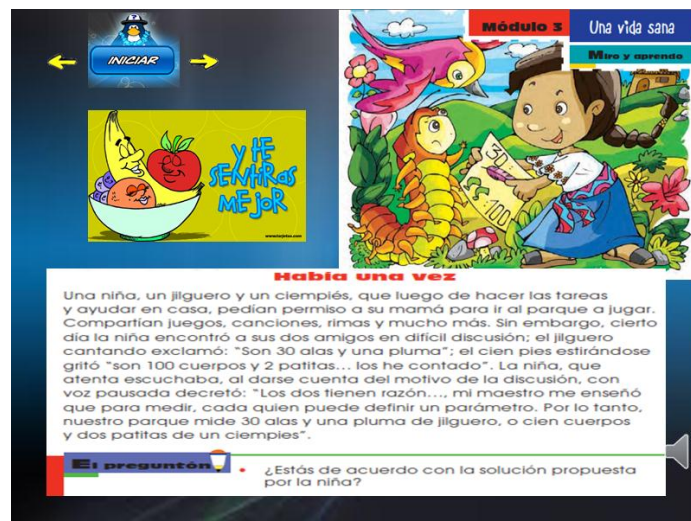 INICIAR
Módulo 3
Una vida sana
Miro y aprendo
Y tE
SENtiRas
MEjoR
30
100
Había una vez
Una niña, un jilguero y un ciempiés, que luego de hacer las tareas
y ayudar en casa, pedían permiso a su mamá para ir al parque a jugar.
Compartían juegos, canciones, rimas y mucho más. Sin embargo, cierto
día la niña encontró a sus dos amigos en difícil discusión; el jilguero
cantando exclamó: "Son 30 alas y una pluma"; el cien pies estirándose
gritó "son 100 cuerpos y 2 patitas... los he contado". La niña, que
atenta escuchaba, al darse cuenta del motivo de la discusión, con
voz pausada decretó: "Los dos tienen razón..., mi maestro me enseñó
que para medir, cada quien puede definir un parámetro. Por lo tanto,
nuestro parque mide 30 alas y una pluma de jilguero, o cien cuerpos
y dos patitas de un ciempies".
El preguntón
• ¿Estás de acuerdo con la solución propuesta
por la niña?